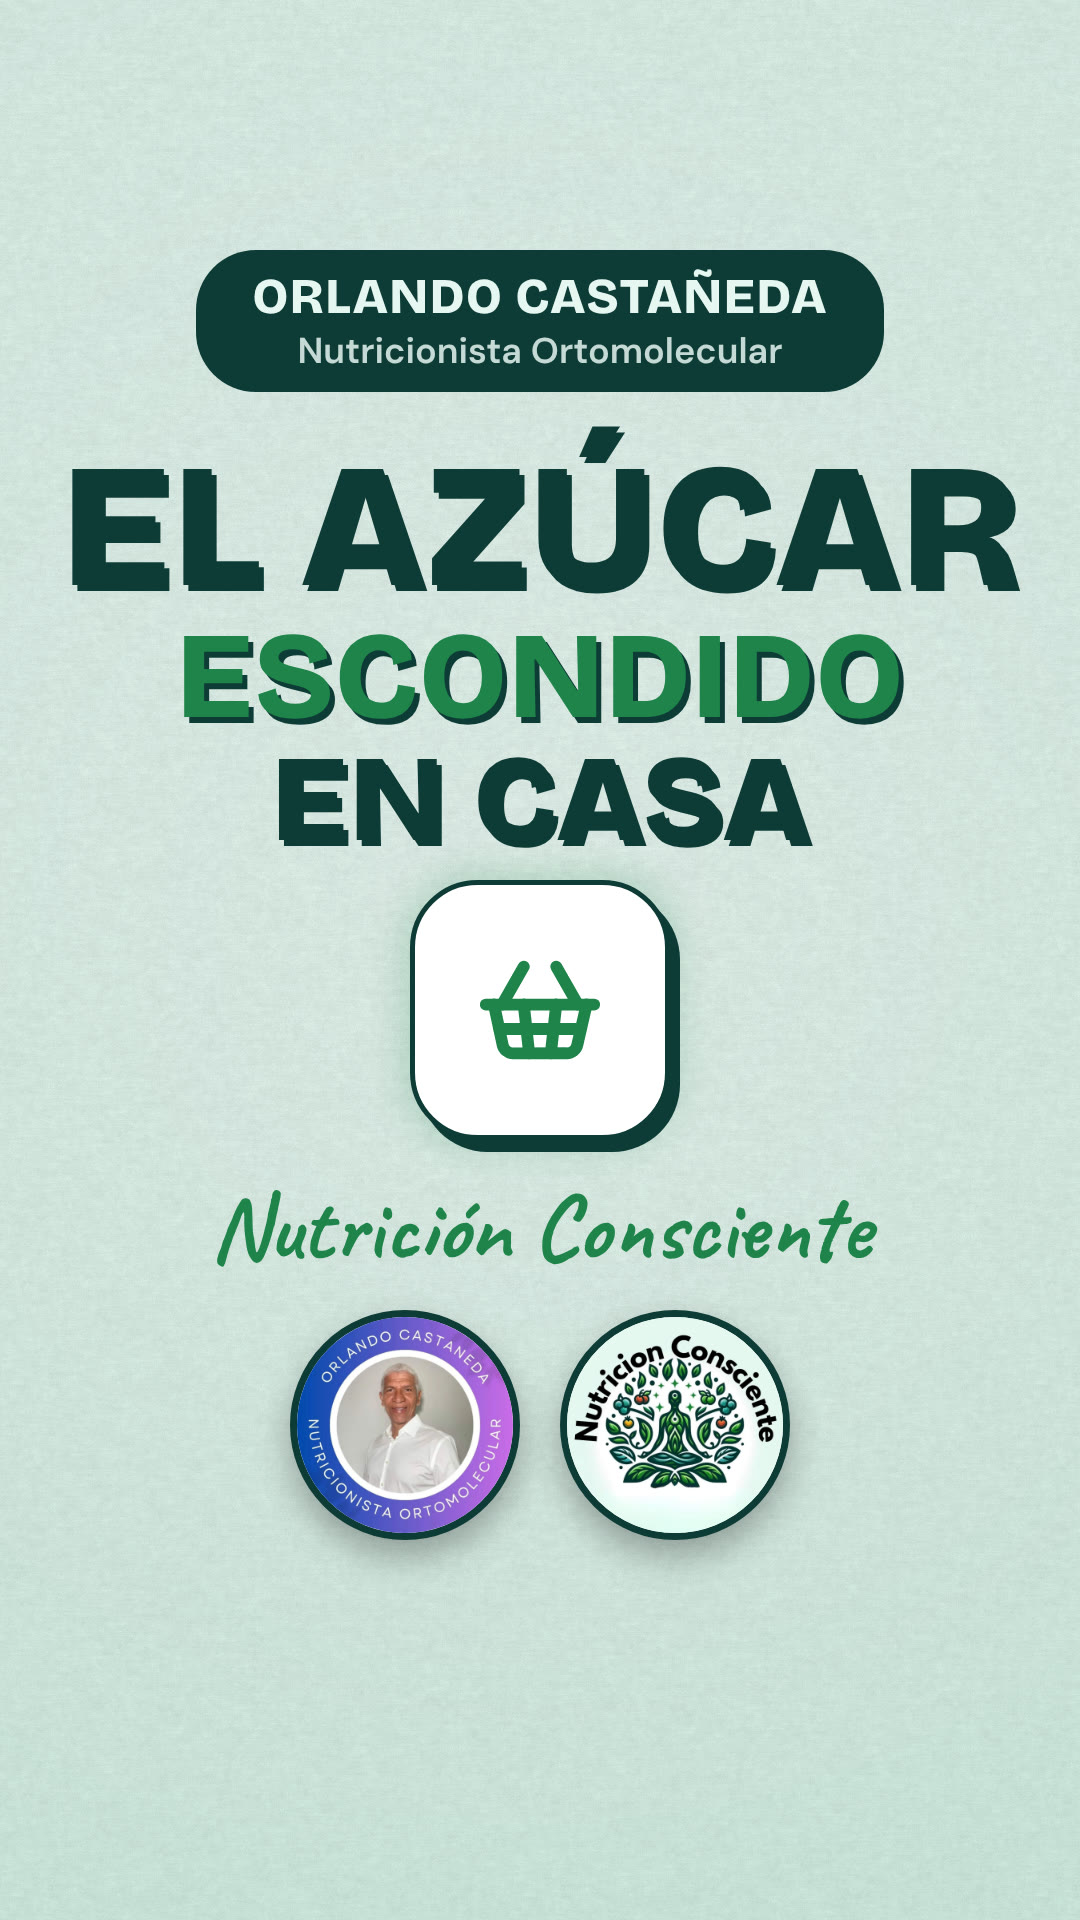 ORLANDO CASTAÑEDA
Nutricionista Ortomolecular
EL AZÚCAR
ESCONDIDO
EN CASA
Nutrición Consciente
ORLANDO CASTAÑEDA
NUTRICIONISTA ORTOMOLECULAR
Nutricion Consciente